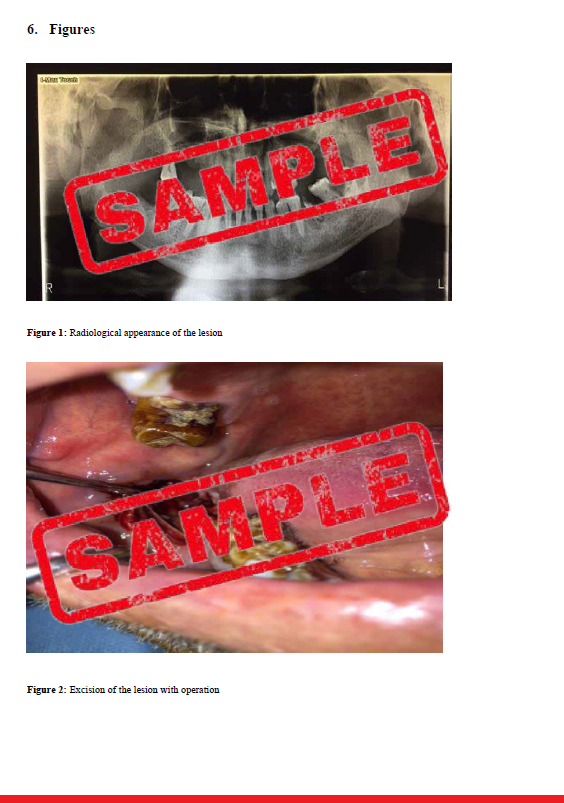 6. Figures
I-Max Touch
SAMPLE
R
L
Figure 1: Radiological appearance of the lesion
SAMPLE
Figure 2: Excision of the lesion with operation